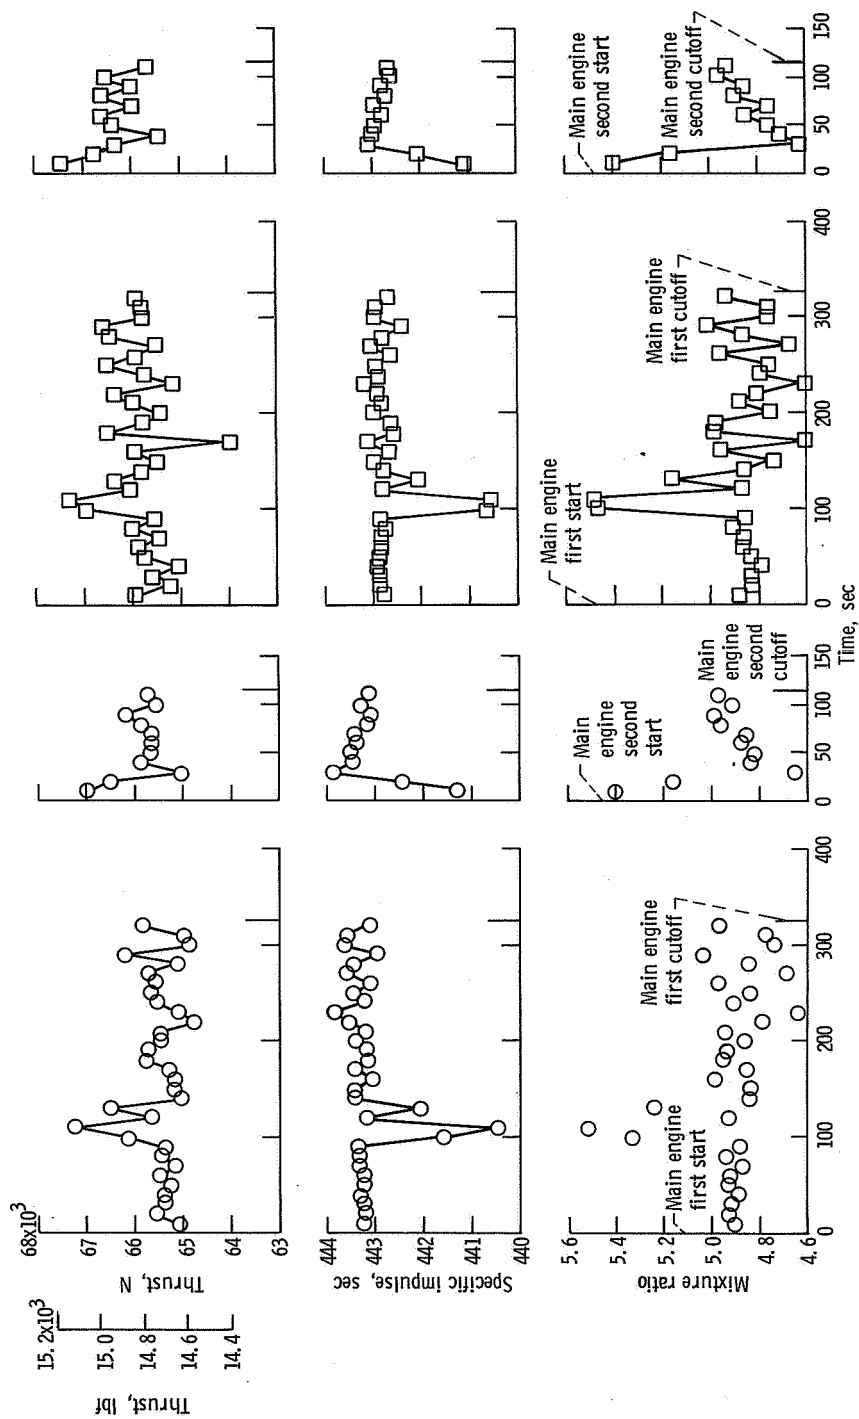 Thrust, lbf
15.2x10³
15.0
14.8
14.6
14.4
Thrust, N
68x10³
67
66
65
64
63
Specific impulse, sec
444
443
442
441
440
Mixture ratio
5.6
5.4
5.2
5.0
4.8
4.6
Main engine
first start
Main engine
first cutoff
0
100
200
300
400
Main
engine
second
start
Main
engine
second
cutoff
0
50
100
150
Main engine
first start
Main engine
first cutoff
0
100
200
300
400
Main engine
second start
Main engine
second cutoff
0
50
100
150
Time, sec